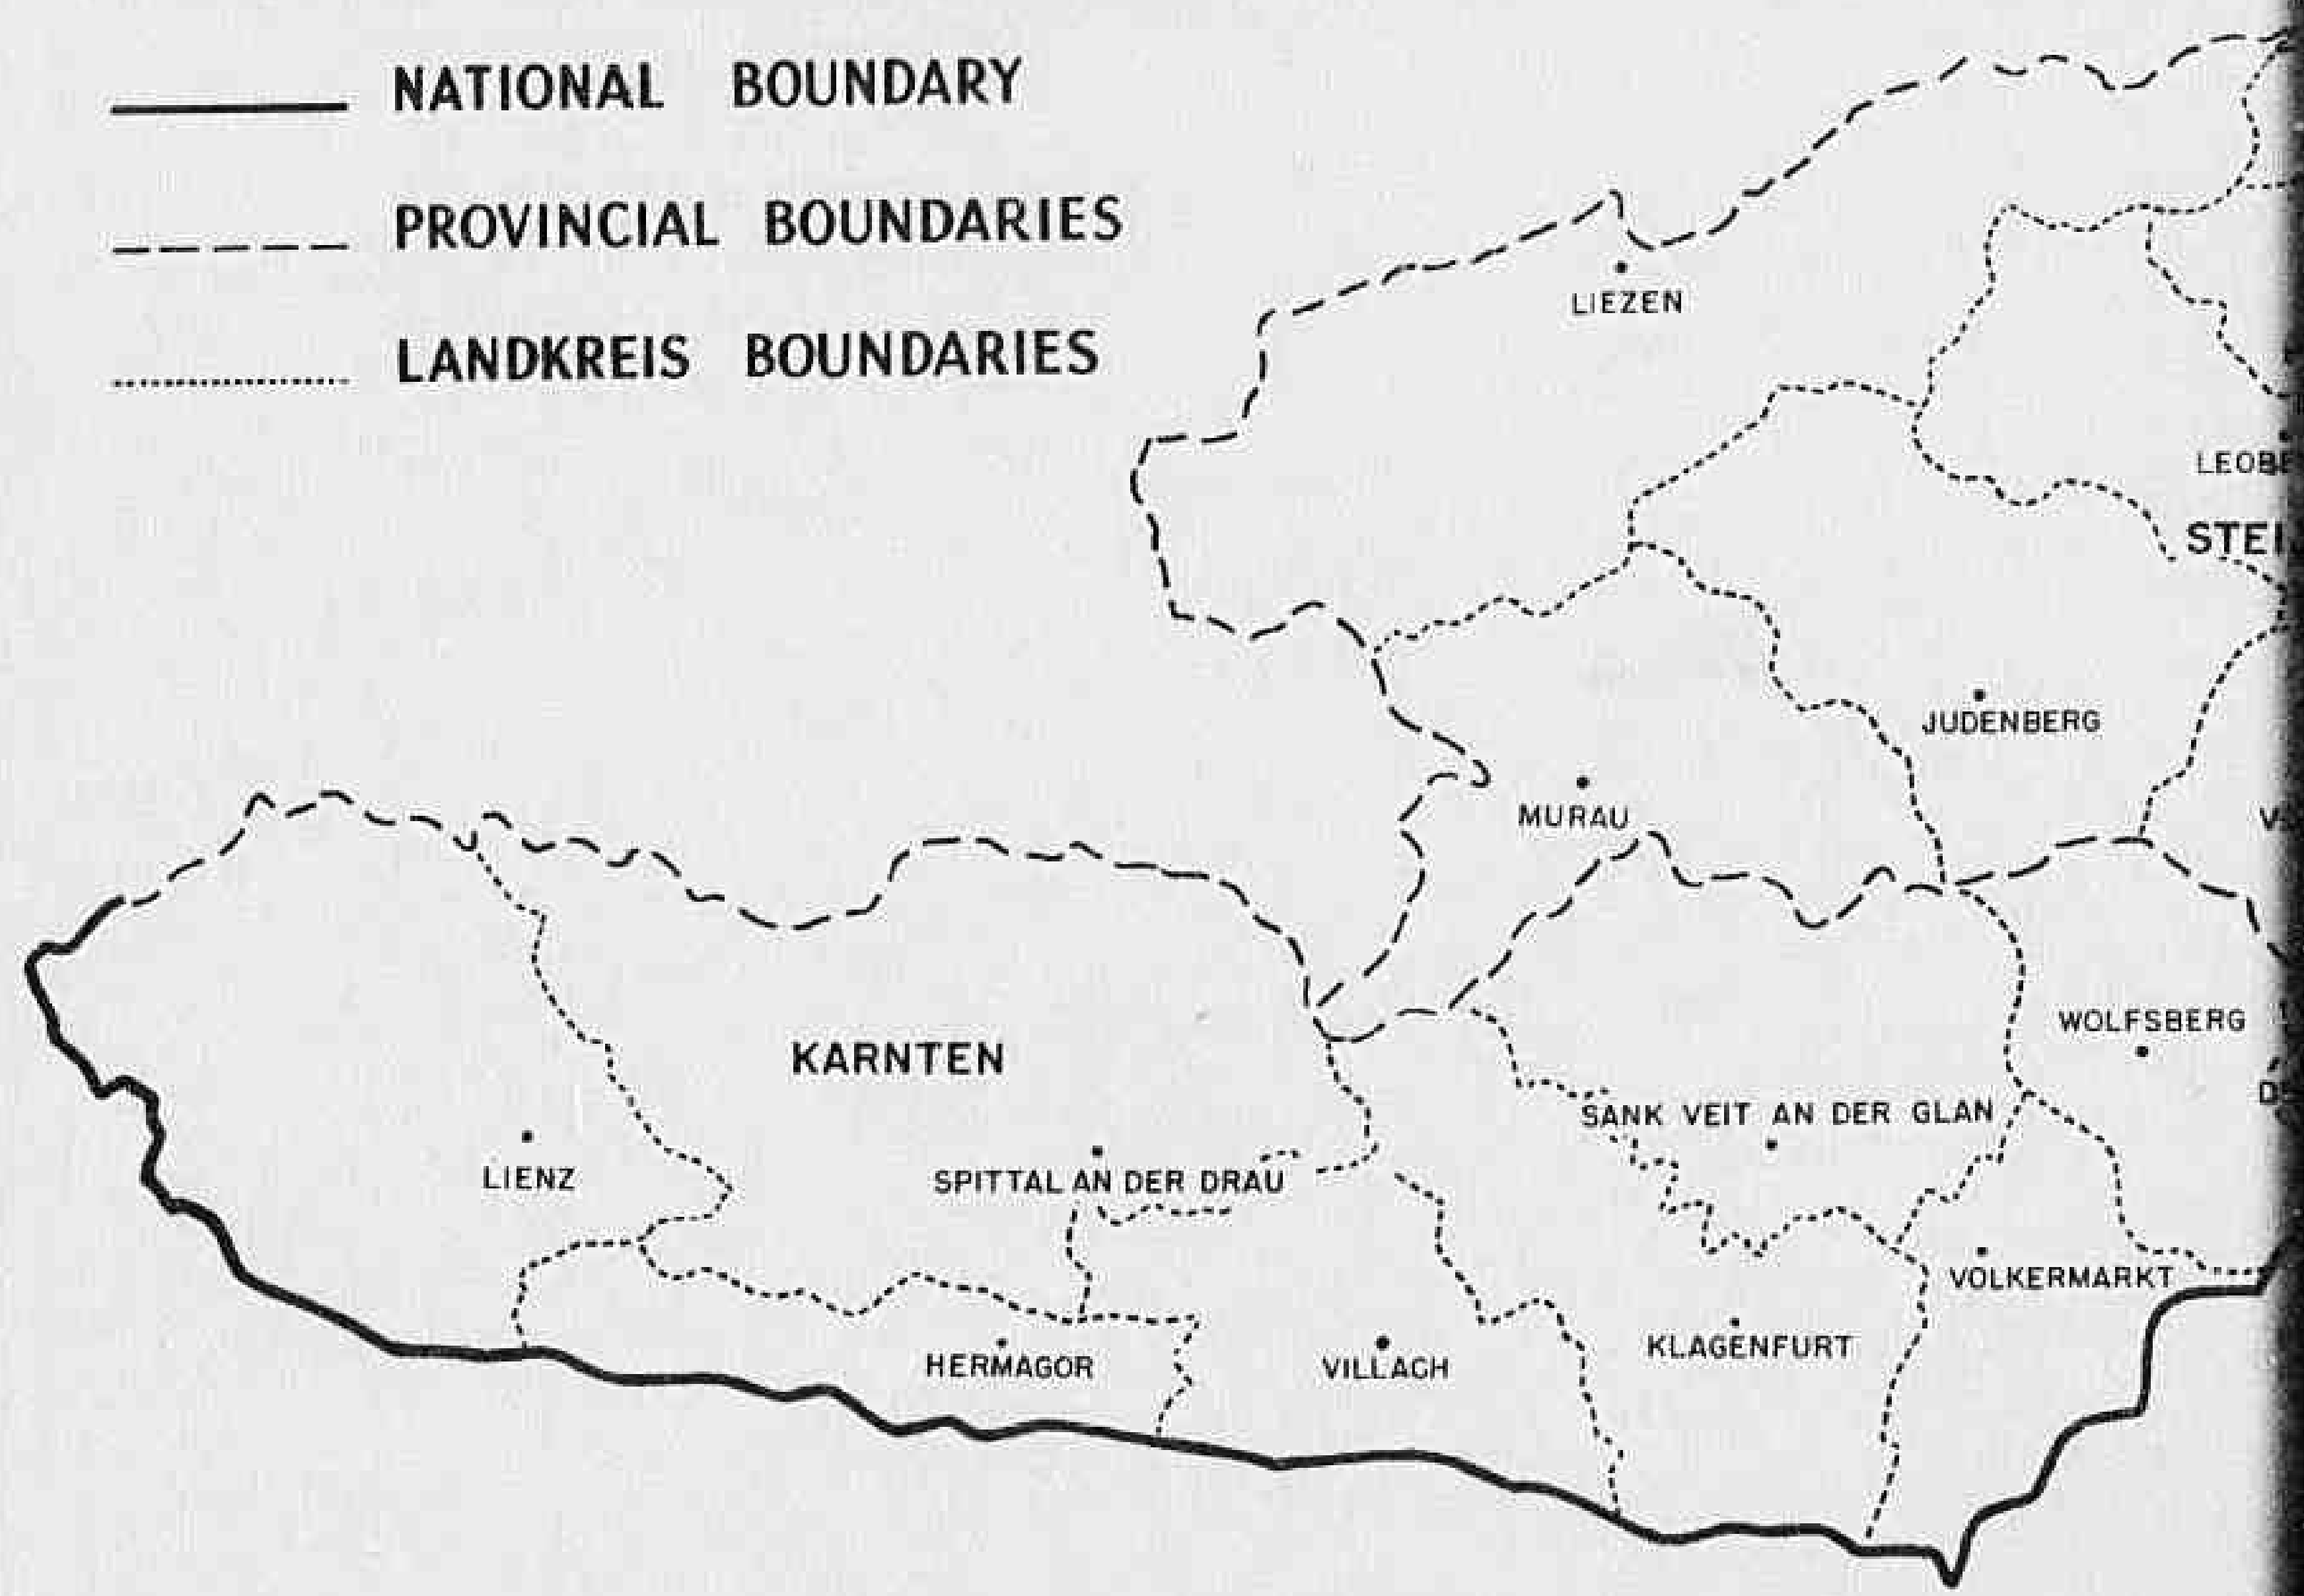 NATIONAL BOUNDARY
PROVINCIAL BOUNDARIES
LANDKREIS BOUNDARIES
LIEZEN
LEOBE
STEI
JUDENBERG
MURAU
WOLFSBERG
KARNTEN
SANK VEIT AN DER GLAN
LIENZ
SPITTAL AN DER DRAU
VOLKERMARKT
KLAGENFURT
HERMAGOR
VILLACH